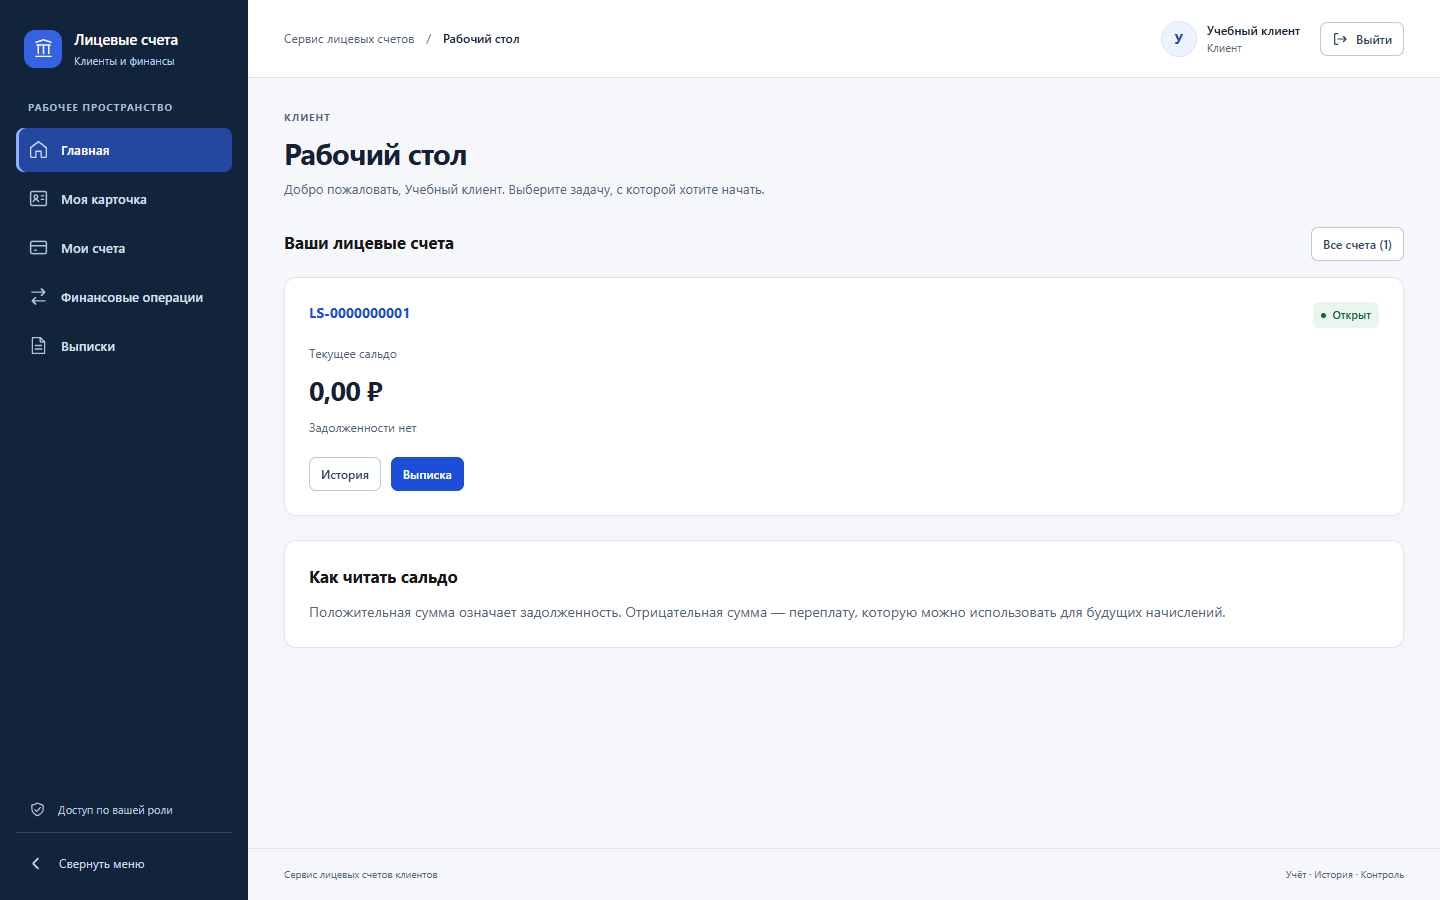 Лицевые счета
Клиенты и финансы
РАБОЧЕЕ ПРОСТРАНСТВО
Главная
Моя карточка
Мои счета
Финансовые операции
Выписки
Доступ по вашей роли
Свернуть меню
Сервис лицевых счетов / Рабочий стол
У
Учебный клиент
Клиент
Выйти
КЛИЕНТ
Рабочий стол
Добро пожаловать, Учебный клиент. Выберите задачу, с которой хотите начать.
Ваши лицевые счета
Все счета (1)
LS-0000000001
Открыт
Текущее сальдо
0,00 ₽
Задолженности нет
История
Выписка
Как читать сальдо
Положительная сумма означает задолженность. Отрицательная сумма — переплату, которую можно использовать для будущих начислений.
Сервис лицевых счетов клиентов
Учёт · История · Контроль